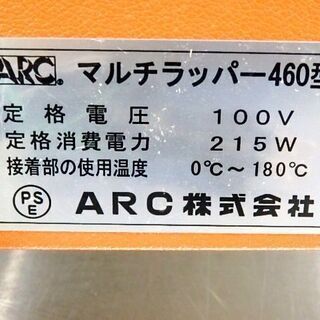 ARC® マルチラッパー460型
定格電圧 100V
定格消費電力 215W
接着部の使用温度 0℃～180℃
PSE ARC株式会社